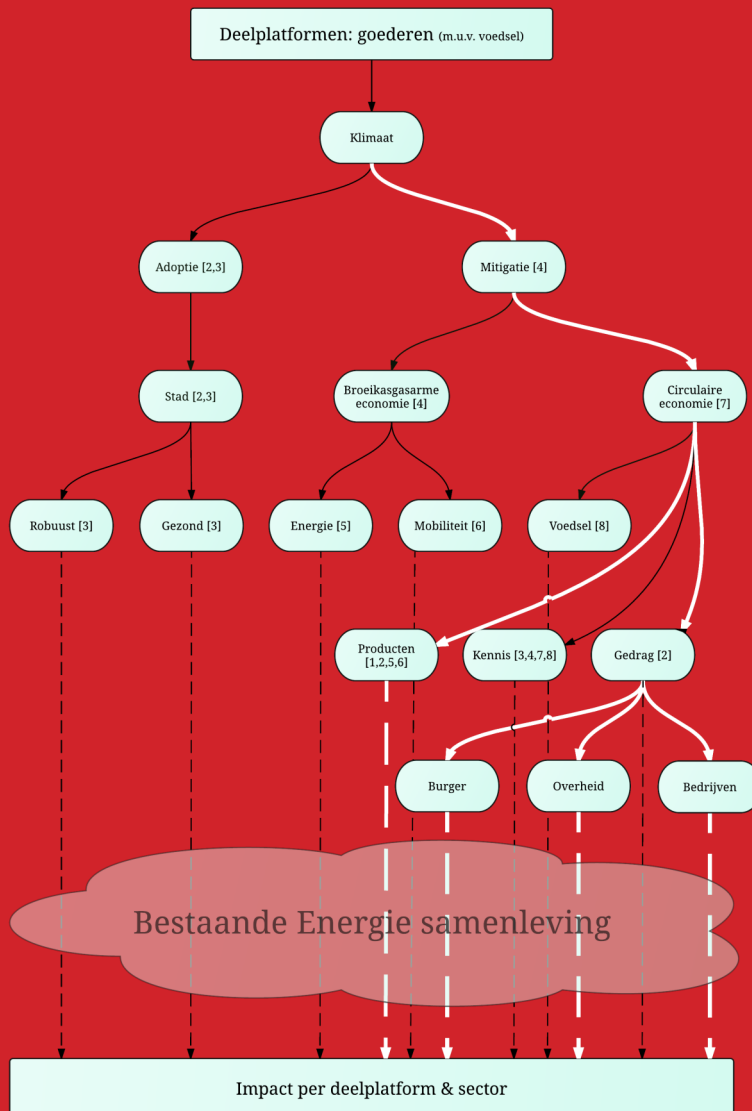 Deelplatformen: goederen (m.u.v. voedsel)
Klimaat
Adoptie [2,3]
Mitigatie [4]
Stad [2,3]
Broeikasgasarme
economie [4]
Circulaire
economie [7]
Robuust [3]
Gezond [3]
Energie [5]
Mobiliteit [6]
Voedsel [8]
Producten
[1,2,5,6]
Kennis [3,4,7,8]
Gedrag [2]
Burger
Overheid
Bedrijven
Bestaande Energie samenleving
Impact per deelplatform & sector